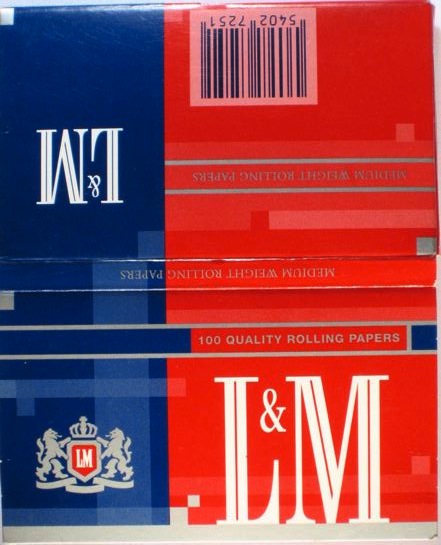 5402 7251
MEDIUM WEIGHT ROLLING PAPERS
L&M
MEDIUM WEIGHT ROLLING PAPERS
100 QUALITY ROLLING PAPERS
L&M
LM